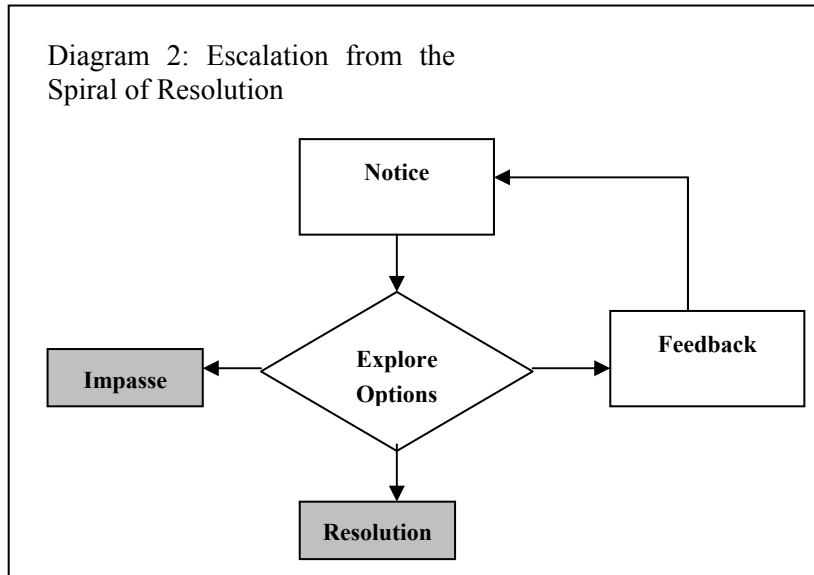 Diagram 2: Escalation from the
Spiral of Resolution
Notice
Feedback
Explore
Options
Impasse
Resolution